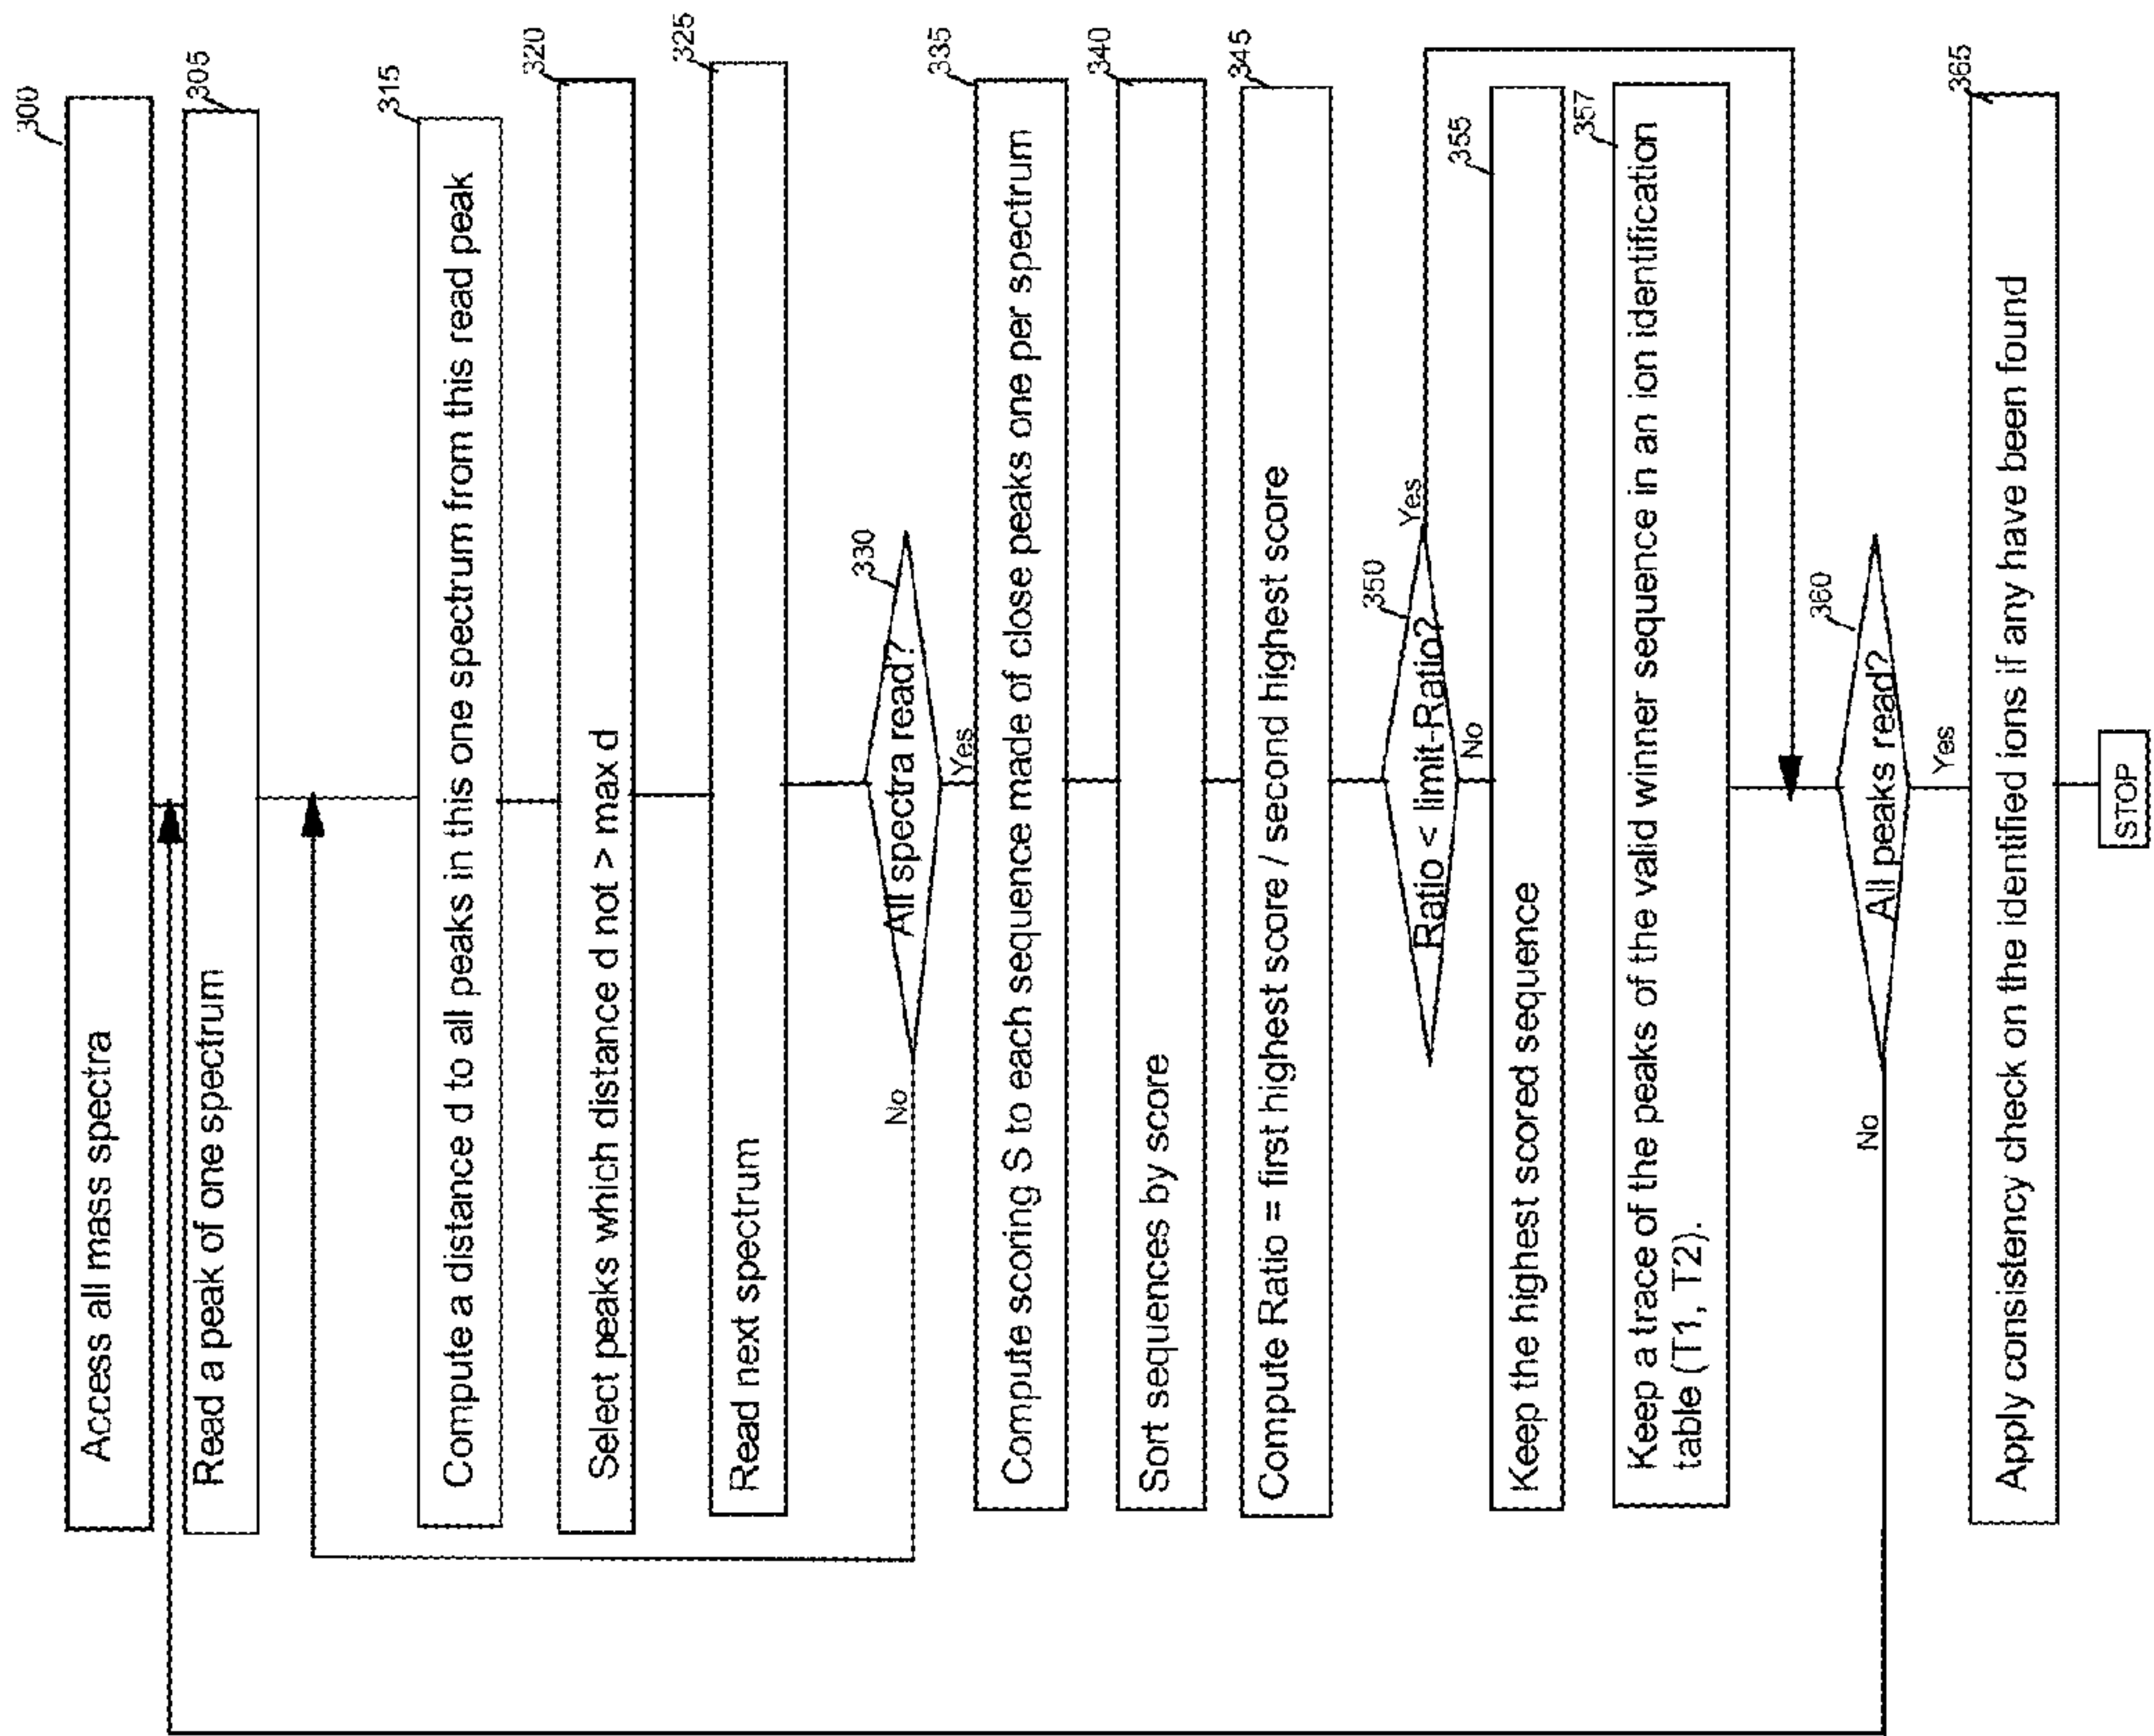 300
Access all mass spectra
305
Read a peak of one spectrum
315
Compute a distance d to all peaks in this one spectrum from this read peak
320
Select peaks which distance d not > max d
325
Read next spectrum
330
All spectra read?
No
Yes
335
Compute scoring S to each sequence made of close peaks one per spectrum
340
Sort sequences by score
345
Compute Ratio = first highest score / second highest score
350
Ratio < limit-Ratio?
Yes
No
355
Keep the highest scored sequence
357
Keep a trace of the peaks of the valid winner sequence in an ion identification
table (T1, T2).
360
All peaks read?
No
Yes
365
Apply consistency check on the identified ions if any have been found
STOP